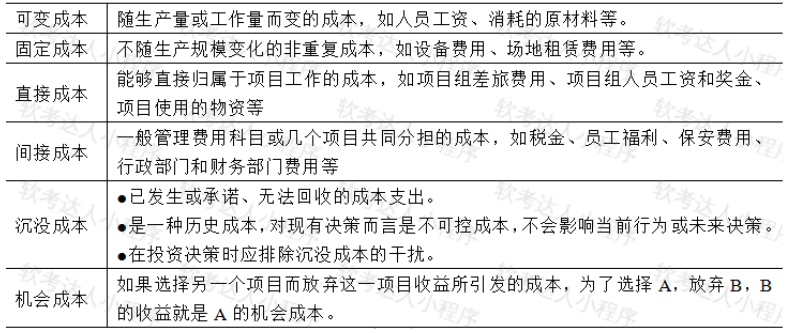 可变成本 随生产量或工作量而变的成本，如人员工资、消耗的原材料等。
固定成本 不随生产规模变化的非重复成本，如设备费用、场地租赁费用等。
直接成本 能够直接归属于项目工作的成本，如项目组差旅费用、项目组人员工资和奖金、
项目使用的物资等
间接成本 一般管理费用科目或几个项目共同分担的成本，如税金、员工福利、保安费用、
行政部门和财务部门费用等
●已发生或承诺、无法回收的成本支出。
沉没成本 ●是一种历史成本，对现有决策而言是不可控成本，不会影响当前行为或未来决策。
●在投资决策时应排除沉没成本的干扰。
机会成本 如果选择另一个项目而放弃这一项目收益所引发的成本，为了选择 A，放弃 B，B
的收益就是 A 的机会成本。
软考达人小程序